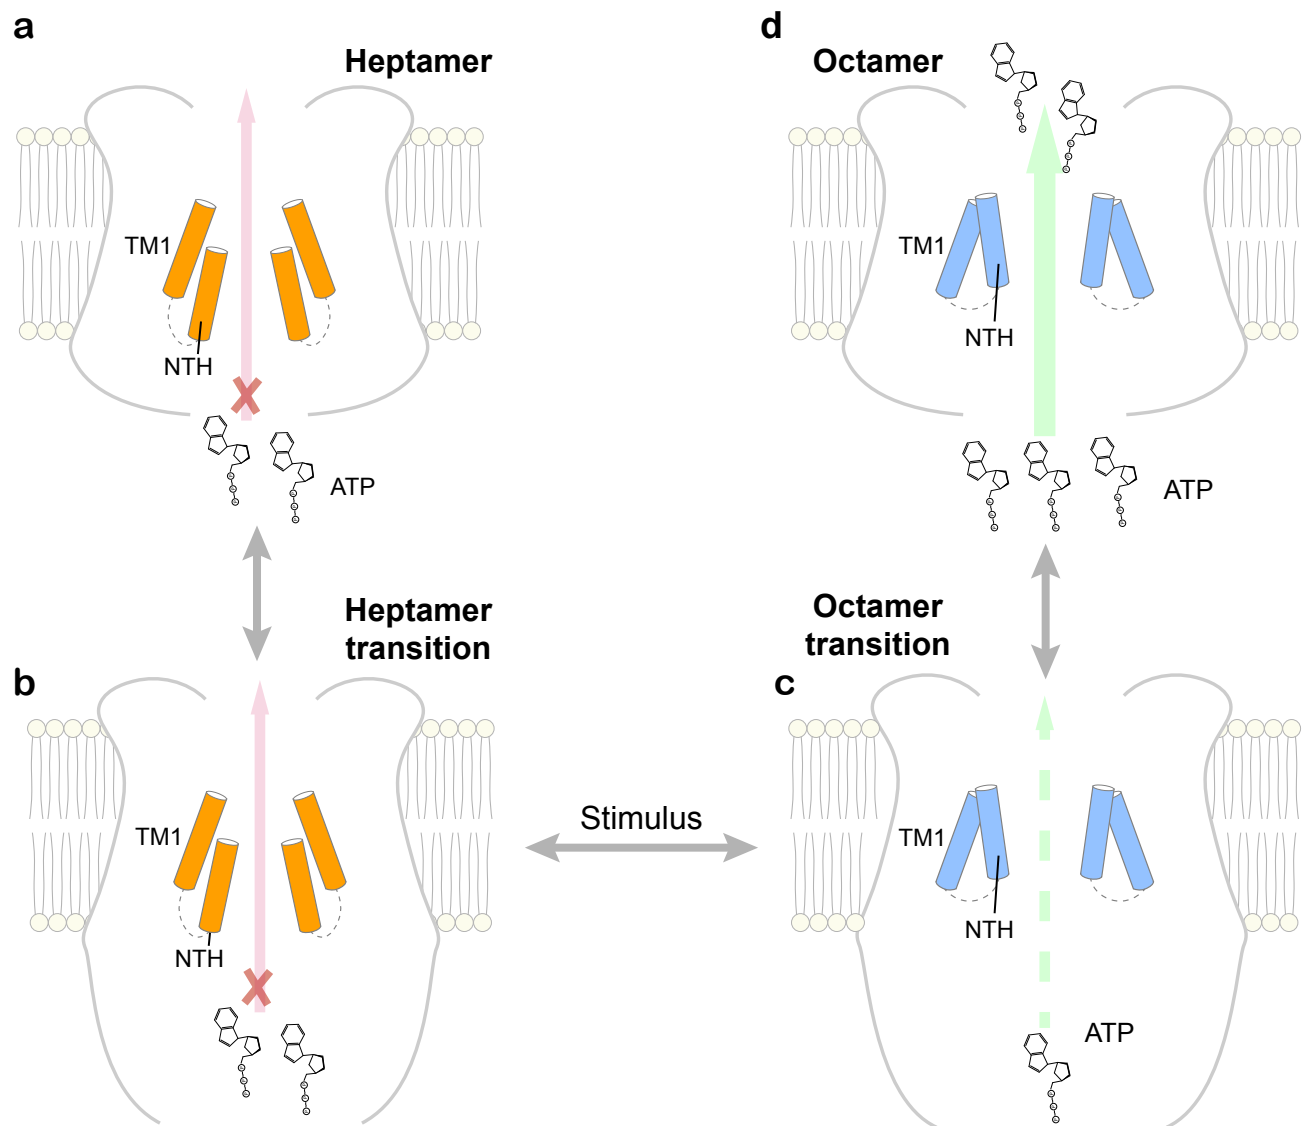 a
Heptamer
TM1
NTH
ATP
d
Octamer
TM1
NTH
ATP
Heptamer
transition
b
TM1
NTH
Stimulus
Octamer
transition
c
TM1
NTH
ATP